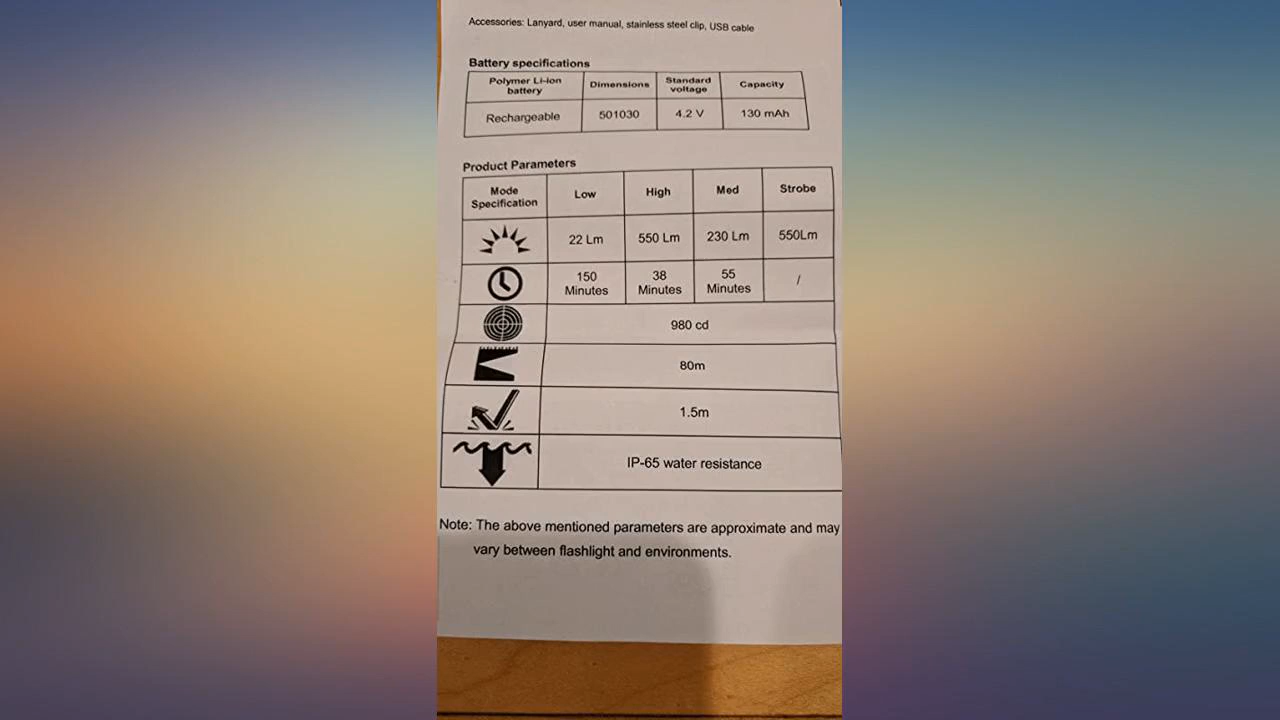 Accessories: Lanyard, user manual, stainless steel clip, USB cable
Battery specifications
Polymer Li-ion battery Dimensions Standard voltage Capacity
Rechargeable 501030 4.2 V 130 mAh
Product Parameters
Mode Specification Low High Med Strobe
22 Lm 550 Lm 230 Lm 550Lm
150 Minutes 38 Minutes 55 Minutes /
980 cd
80m
1.5m
IP-65 water resistance
Note: The above mentioned parameters are approximate and may
vary between flashlight and environments.